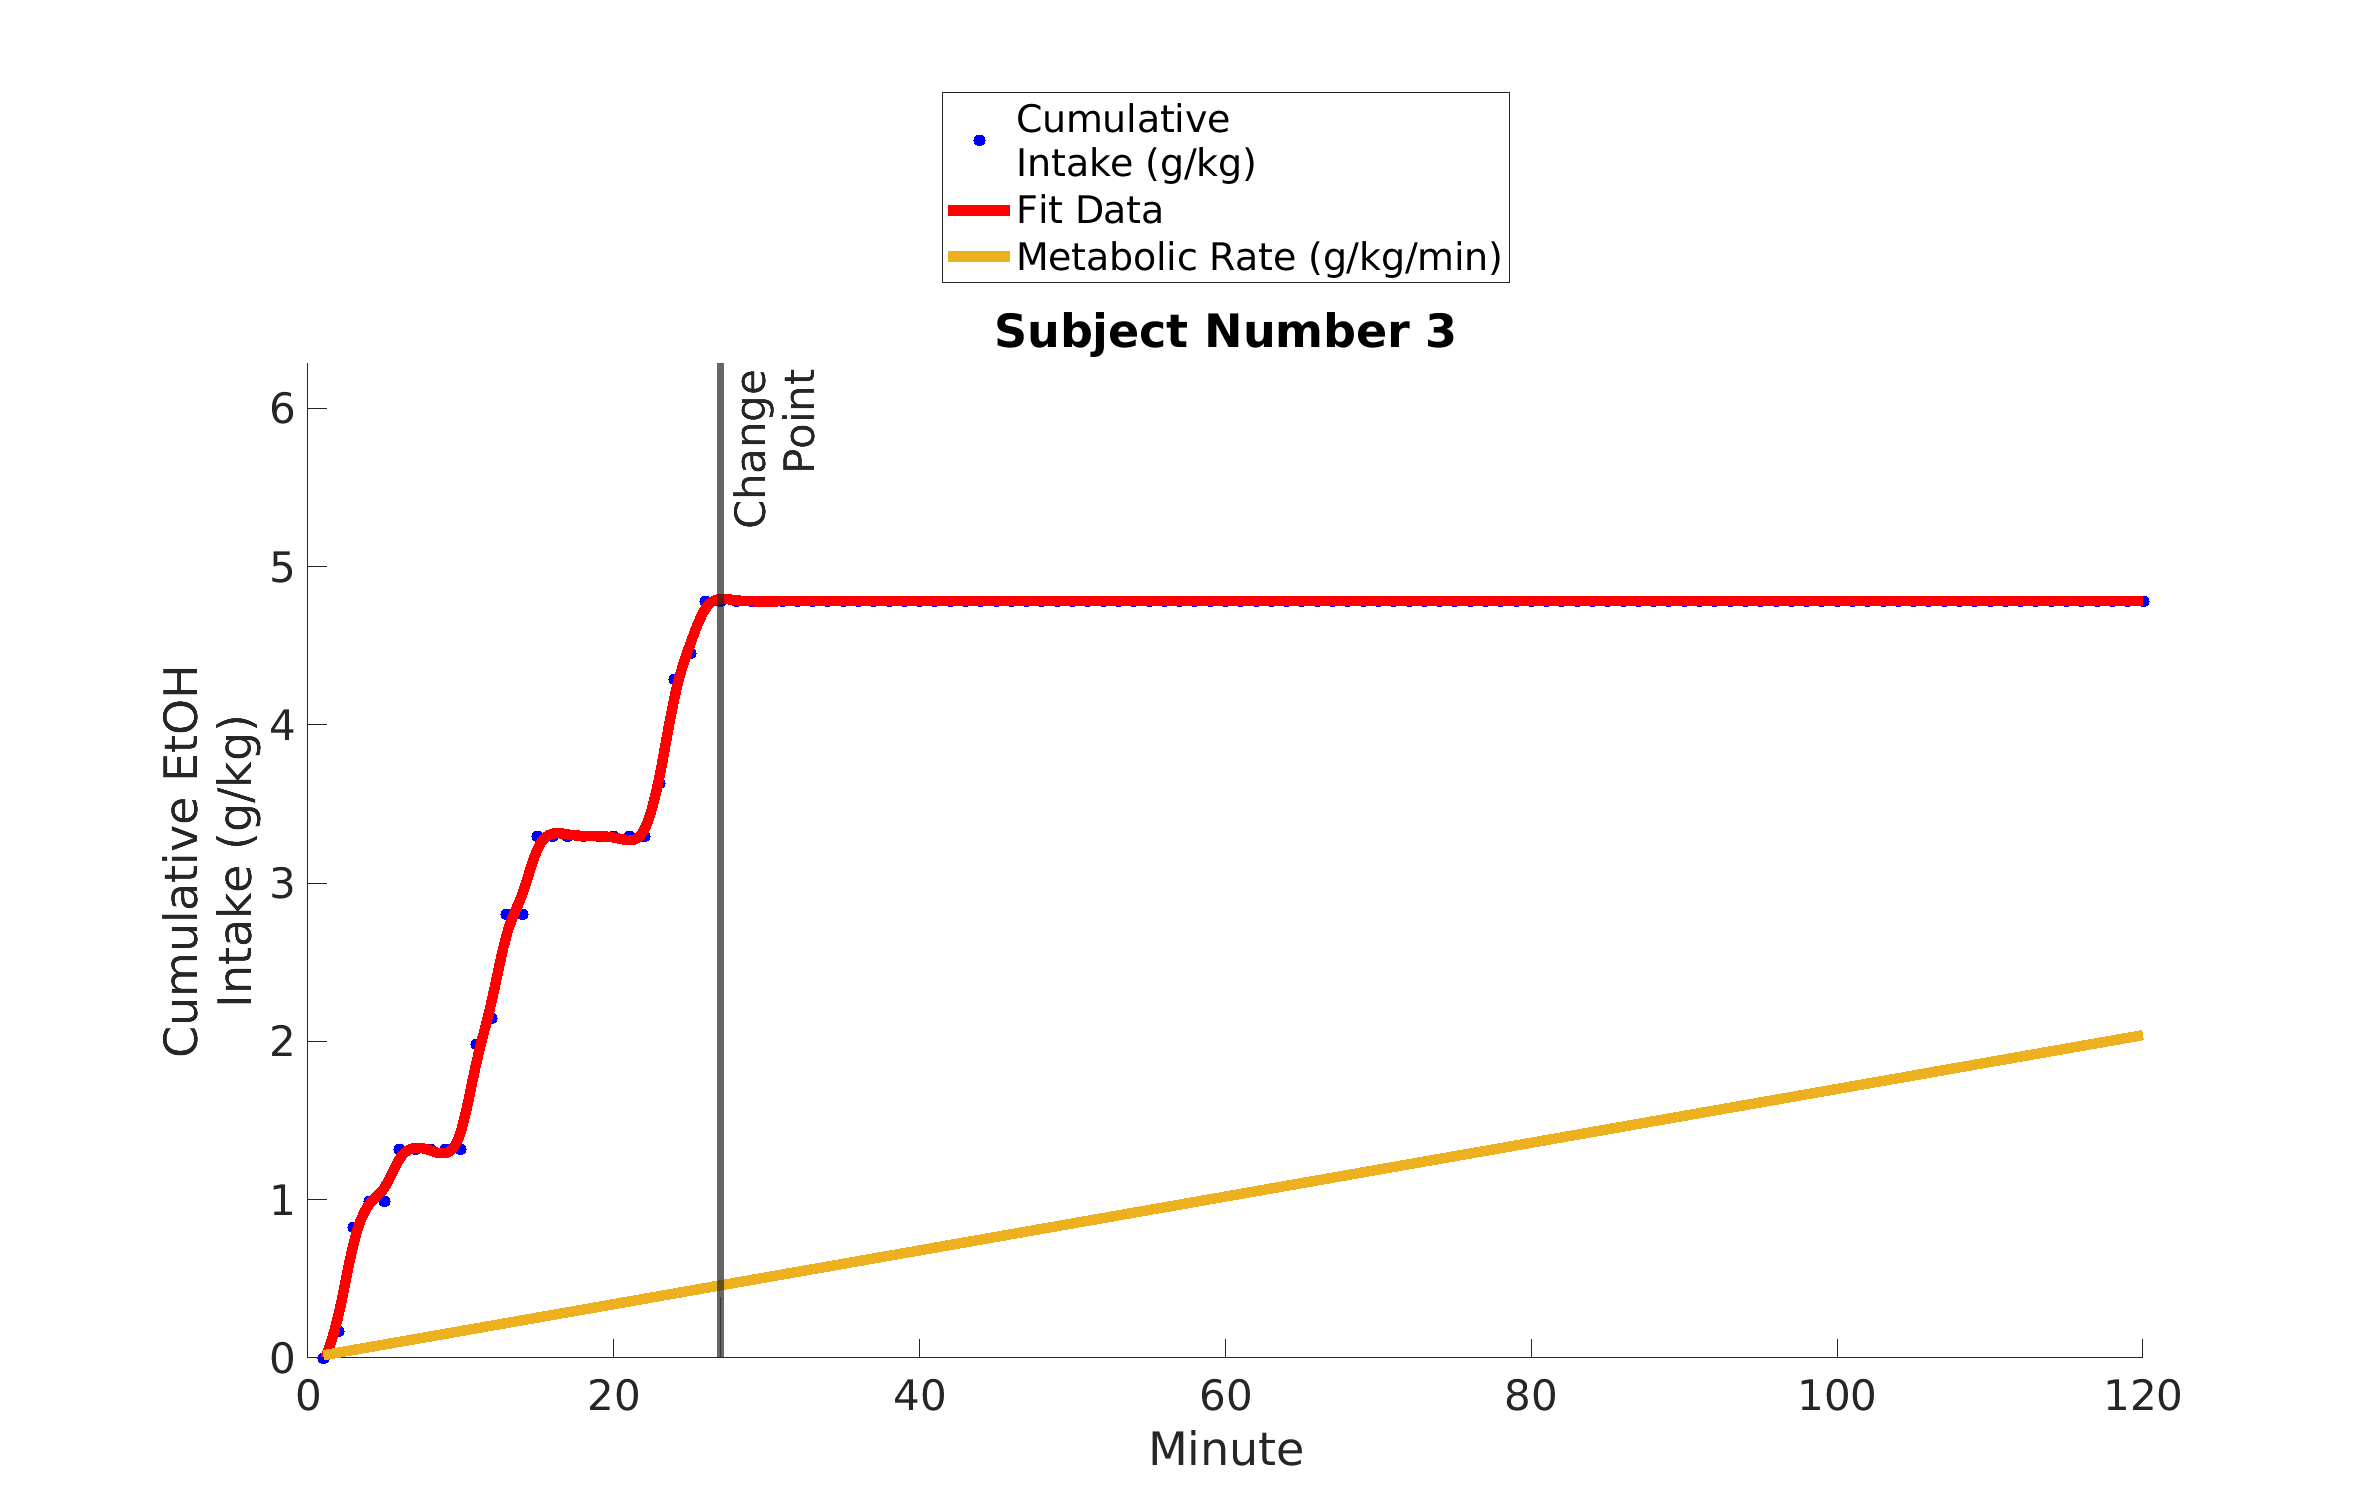 Cumulative
Intake (g/kg)
Fit Data
Metabolic Rate (g/kg/min)
Subject Number 3
Change
Point
6
5
4
3
2
1
0
Cumulative EtOH
Intake (g/kg)
0 20 40 60 80 100 120
Minute